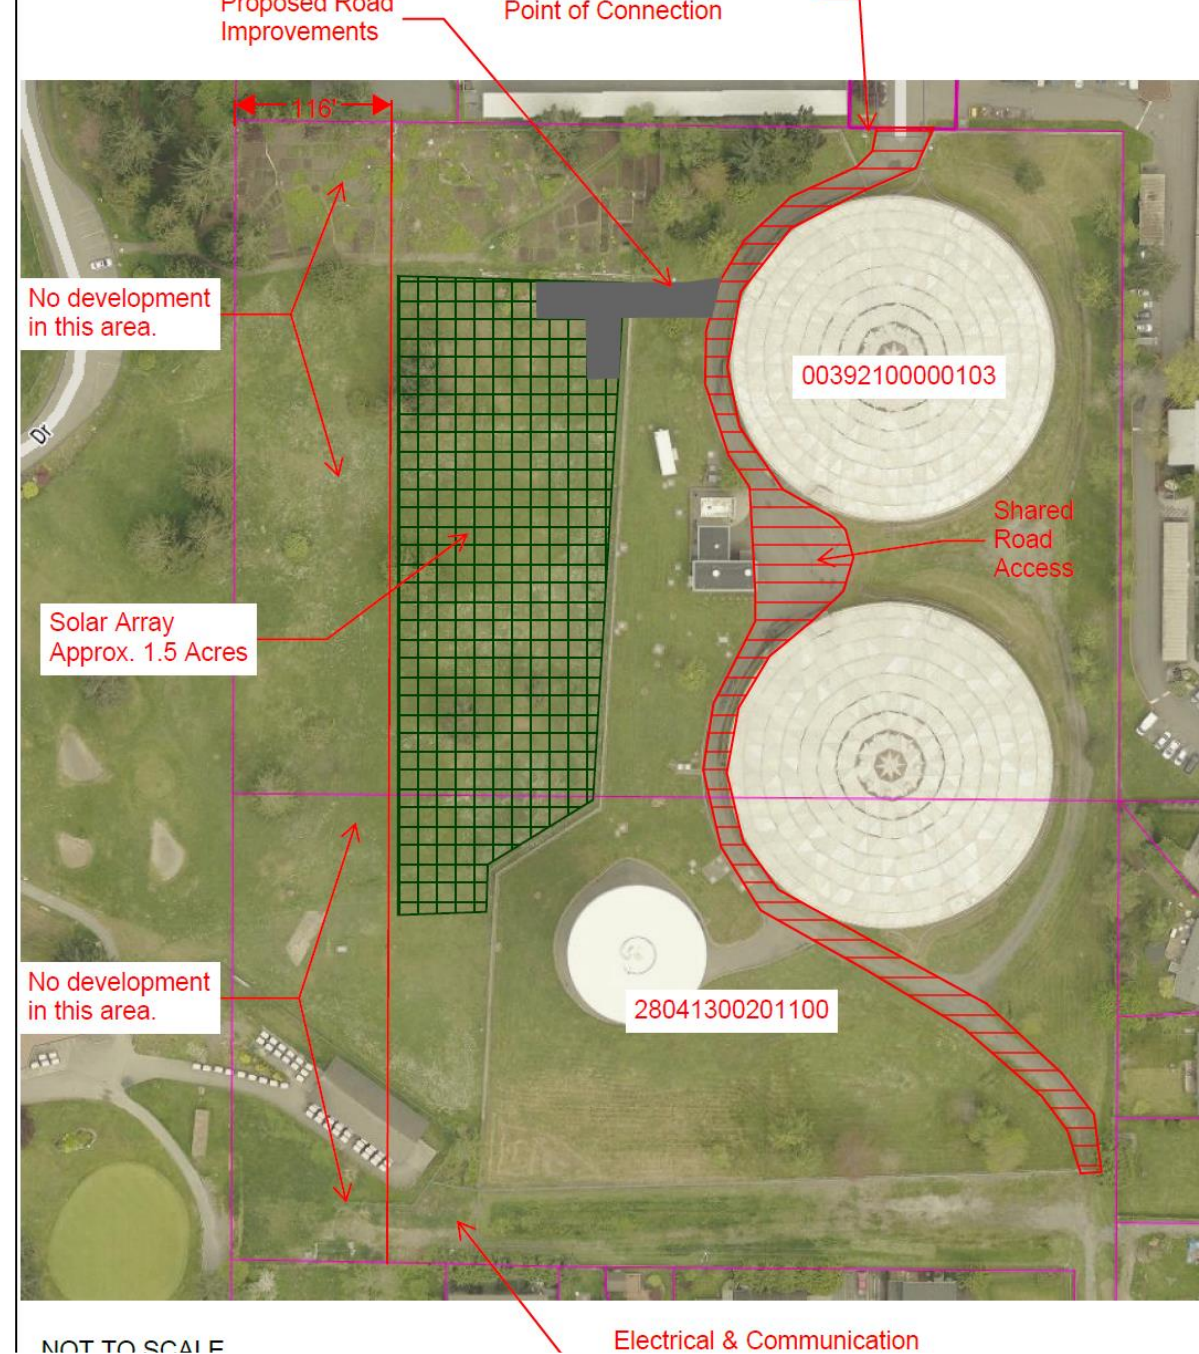 Proposed Road
Improvements
Point of Connection
116'
No development
in this area.
00392100000103
Shared
Road
Access
Solar Array
Approx. 1.5 Acres
No development
in this area.
28041300201100
Dr
NOT TO SCALE
Electrical & Communication